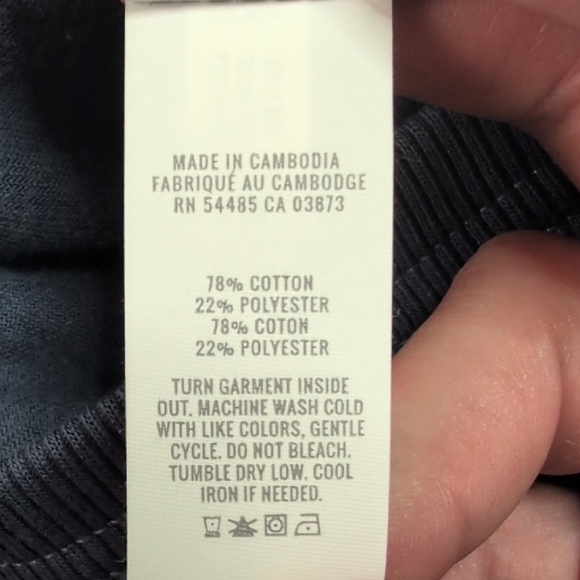 MADE IN CAMBODIA
FABRIQUÉ AU CAMBODGE
RN 54485 CA 03873
78% COTTON
22% POLYESTER
78% COTON
22% POLYESTER
TURN GARMENT INSIDE
OUT. MACHINE WASH COLD
WITH LIKE COLORS, GENTLE
CYCLE. DO NOT BLEACH.
TUMBLE DRY LOW. COOL
IRON IF NEEDED.